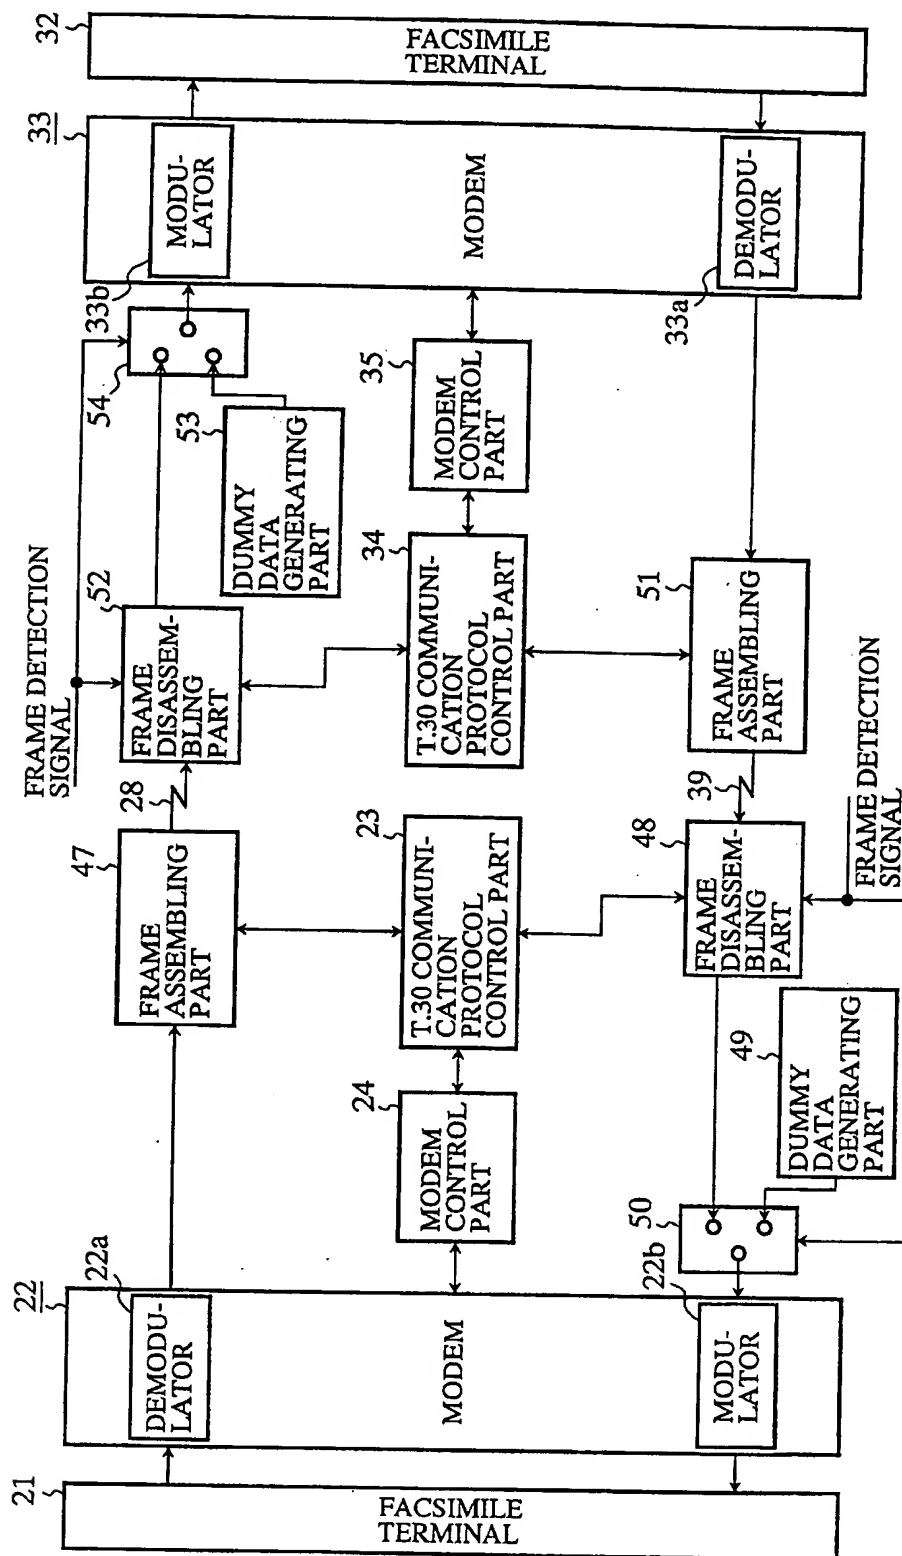 21
FACSIMILE
TERMINAL
22
22a
DEMODU-
LATOR
MODEM
22b
MODU-
LATOR
24
MODEM
CONTROL
PART
50
49
DUMMY
DATA
GENERATING
PART
47
FRAME
ASSEMBLING
PART
23
T.30 COMMUNI-
CATION
PROTOCOL
CONTROL PART
48
FRAME
DISASSEM-
BLING
PART
FRAME DETECTION
SIGNAL
28
39
FRAME DETECTION
SIGNAL
52
FRAME
DISASSEM-
BLING
PART
34
T.30 COMMUNI-
CATION
PROTOCOL
CONTROL PART
51
FRAME
ASSEMBLING
PART
54
53
DUMMY
DATA
GENERATING
PART
35
MODEM
CONTROL
PART
33
33b
MODU-
LATOR
MODEM
33a
DEMODU-
LATOR
32
FACSIMILE
TERMINAL